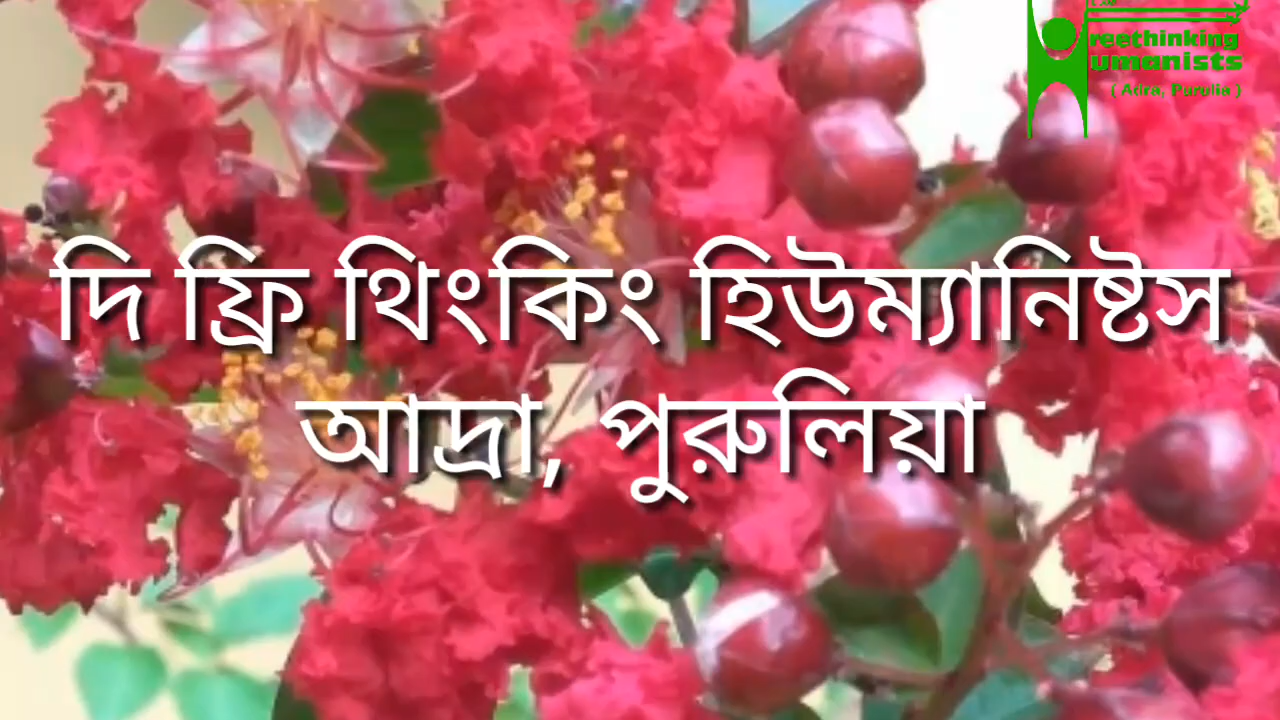 reethinking
umanists
( Adra, Purulia )
দি ফ্রি থিংকিং হিউম্যানিষ্টস
আদ্রা, পুরুলিয়া